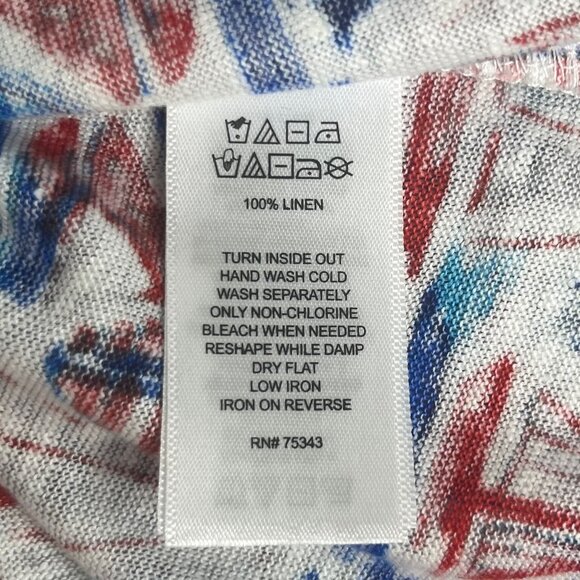 100% LINEN
TURN INSIDE OUT
HAND WASH COLD
WASH SEPARATELY
ONLY NON-CHLORINE
BLEACH WHEN NEEDED
RESHAPE WHILE DAMP
DRY FLAT
LOW IRON
IRON ON REVERSE
RN# 75343